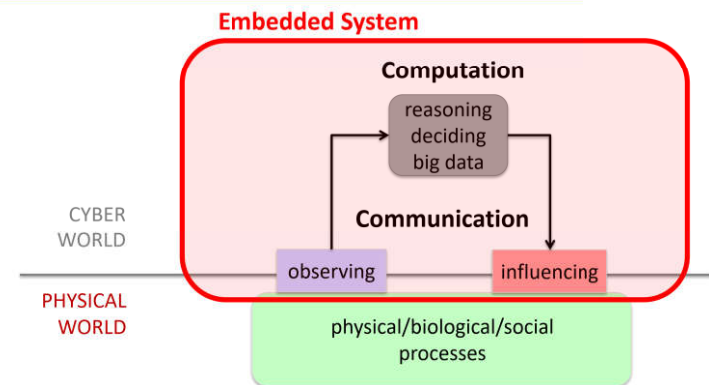 Embedded System
Computation
reasoning
deciding
big data
Communication
CYBER
WORLD
observing
influencing
PHYSICAL
WORLD
physical/biological/social
processes